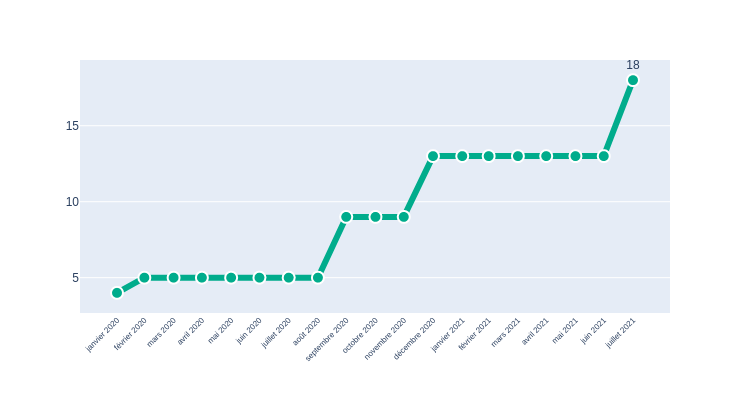 18
15
10
5
janvier 2020
février 2020
mars 2020
avril 2020
mai 2020
juin 2020
juillet 2020
août 2020
septembre 2020
octobre 2020
novembre 2020
décembre 2020
janvier 2021
février 2021
mars 2021
avril 2021
mai 2021
juin 2021
juillet 2021